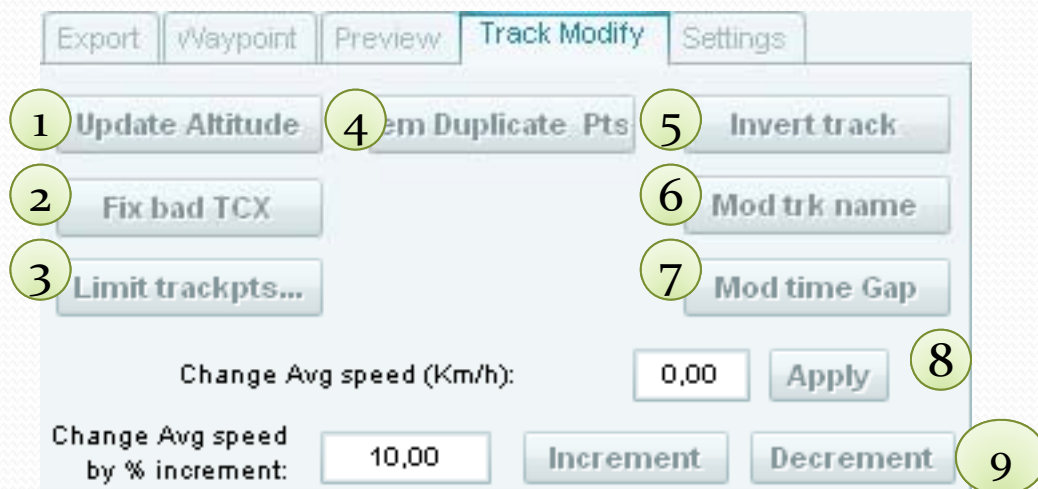 Export Waypoint Preview Track Modify Settings
1 Update Altitude 4 em Duplicate Pts 5 Invert track
2 Fix bad TCX 6 Mod trk name
3 Limit trackpts... 7 Mod time Gap
Change Avg speed (Km/h): 0,00 Apply 8
Change Avg speed
by % increment: 10,00 Increment Decrement 9